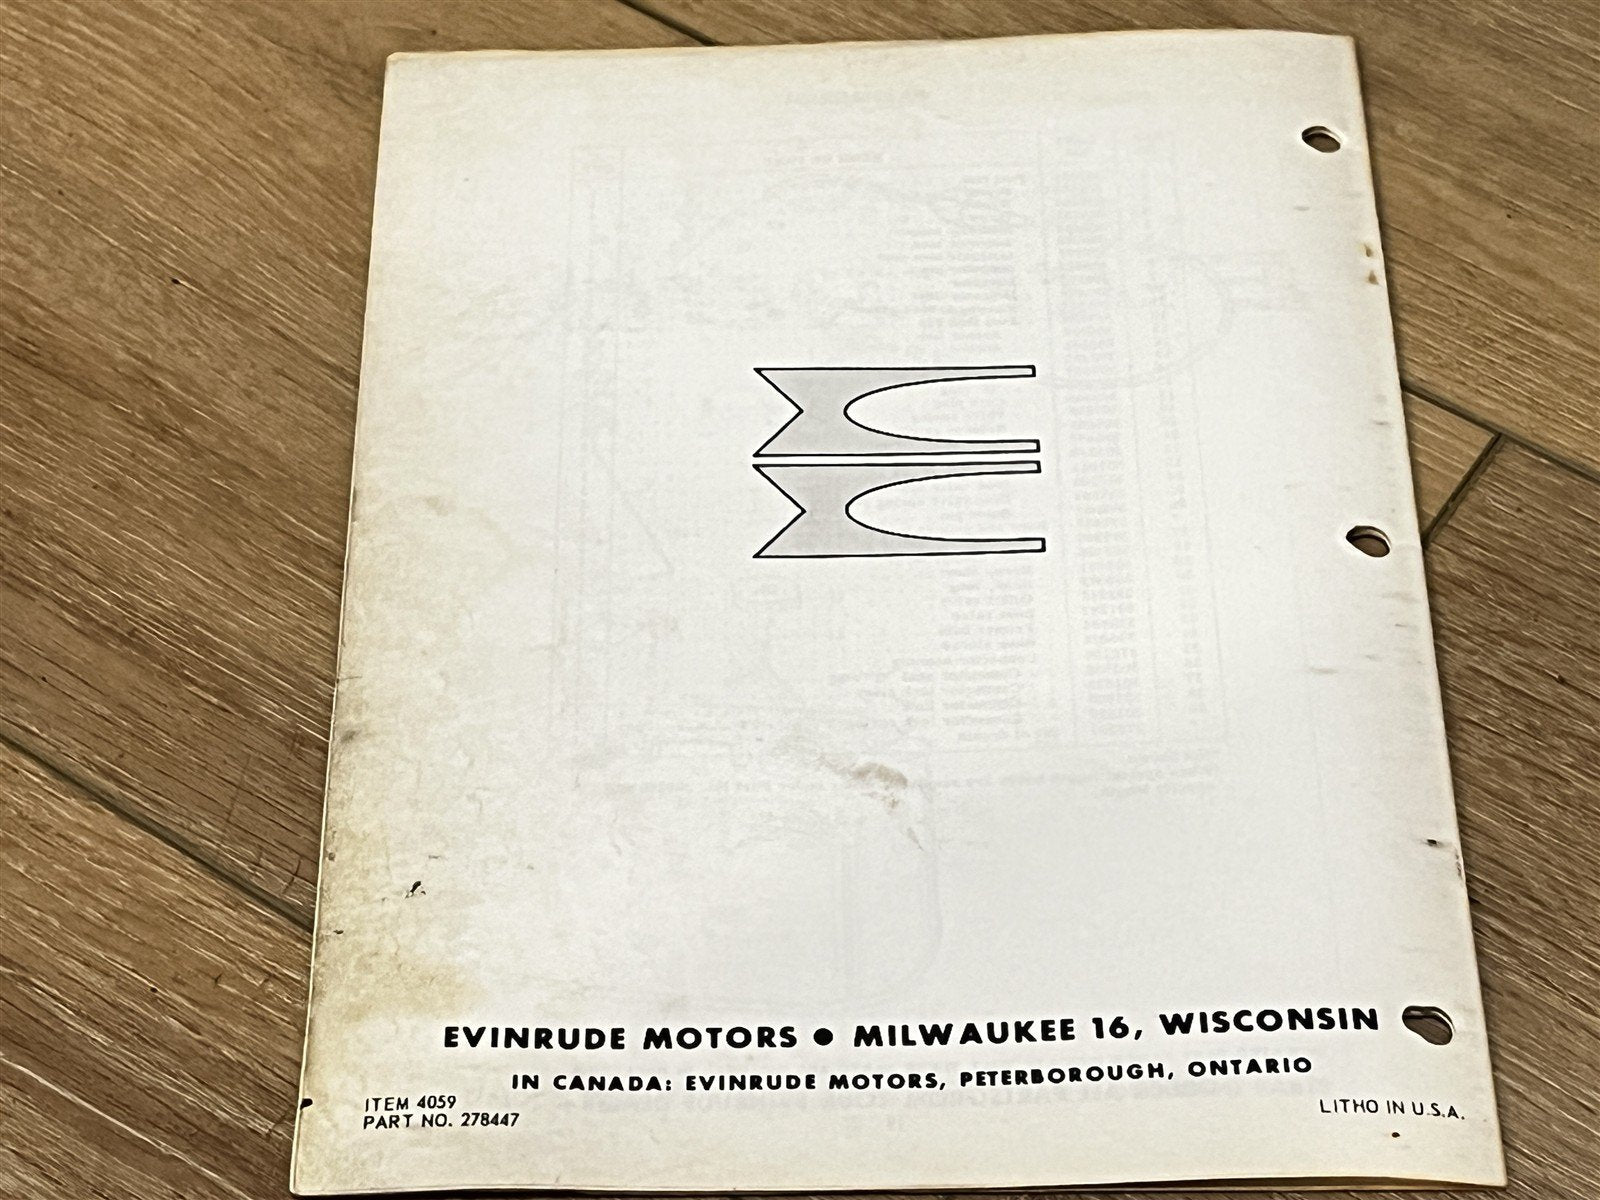 EVINRUDE MOTORS ● MILWAUKEE 16, WISCONSIN
IN CANADA: EVINRUDE MOTORS, PETERBOROUGH, ONTARIO
ITEM 4059
PART NO. 278447
LITHO IN U.S.A.